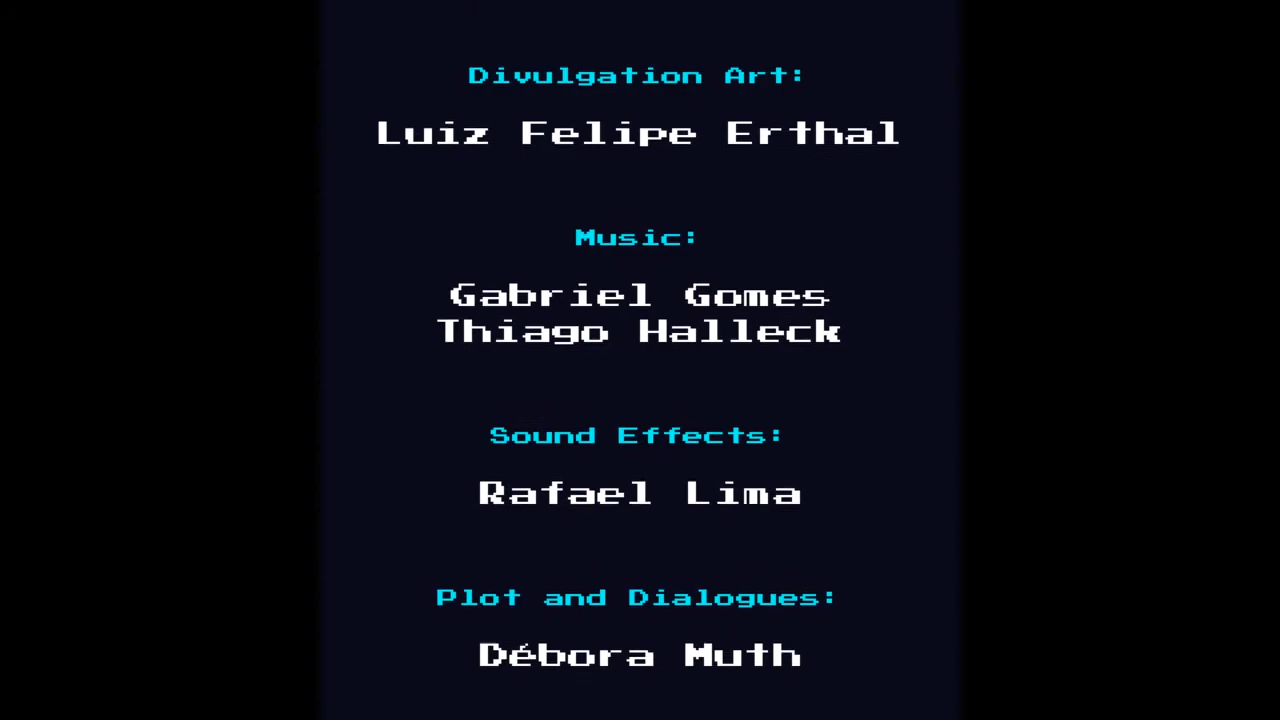 Divulgation Art:
Luiz Felipe Erthal
Music:
Gabriel Gomes
Thiago Halleck
Sound Effects:
Rafael Lima
Plot and Dialogues:
Débora Muth